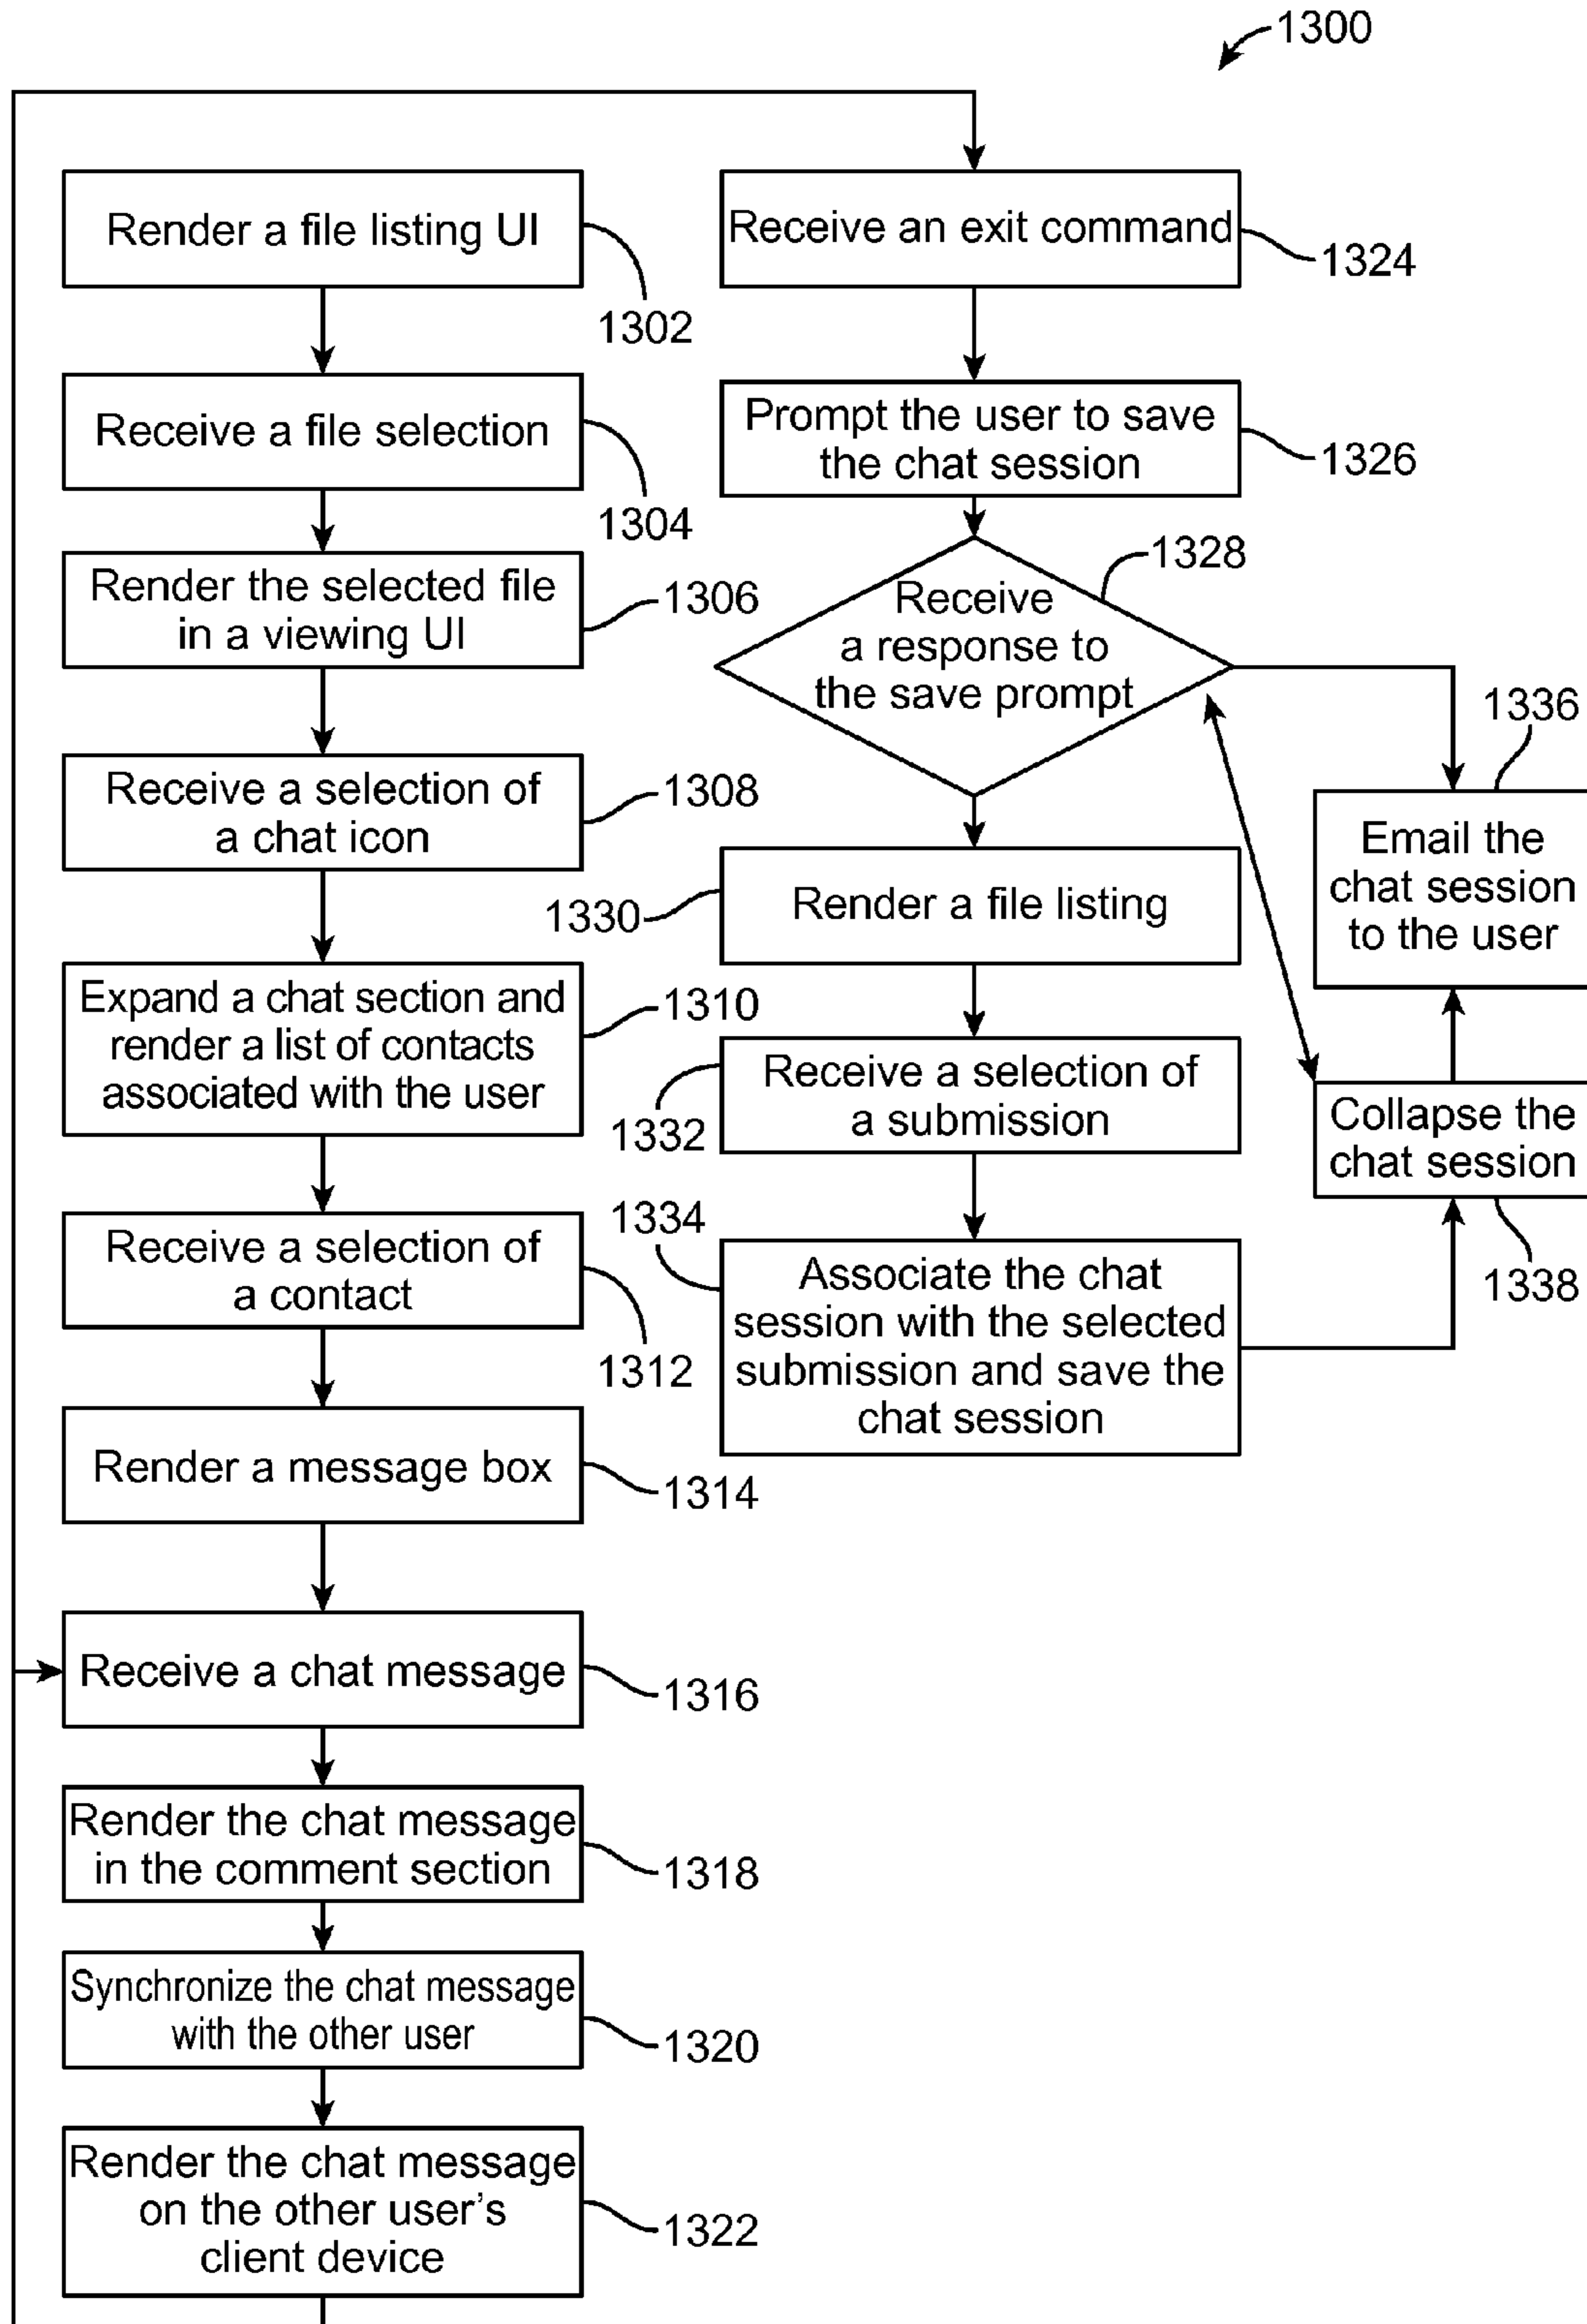 1300
Render a file listing UI
1302
Receive a file selection
1304
Render the selected file
in a viewing UI
1306
Receive a selection of
a chat icon
1308
Expand a chat section and
render a list of contacts
associated with the user
1310
Receive a selection of
a contact
1312
Render a message box
1314
Receive a chat message
1316
Render the chat message
in the comment section
1318
Synchronize the chat message
with the other user
1320
Render the chat message
on the other user's
client device
1322
Receive an exit command
1324
Prompt the user to save
the chat session
1326
Receive
a response to
the save prompt
1328
Render a file listing
1330
Receive a selection of
a submission
1332
Associate the chat
session with the selected
submission and save the
chat session
1334
1336
Email the
chat session
to the user
Collapse the
chat session
1338